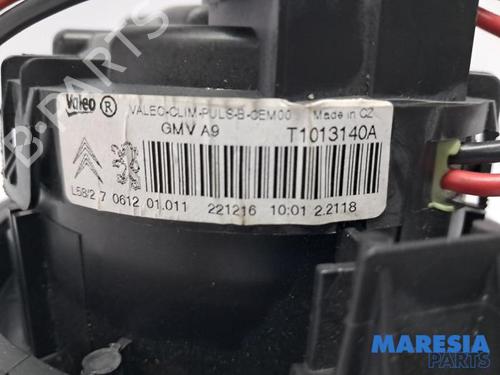 Valeo ® VALEO-CLIM-PULS-B-OEM00 Made in CZ
GMV A9 T1013140A
L58/2 7 0612 01.011 221216 10:01 2.2118
B-PARTS
MARESIA
PARTS